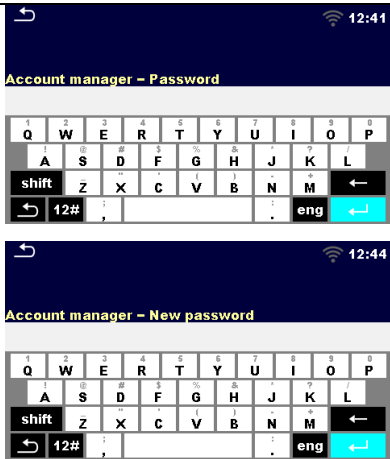 12:41
Account manager – Password
1 2 3 4 5 6 7 8 9 0
Q W E R T Y U I O P
! @ # $ % & * ? /
A S D F G H J K L
shift Z X C V B N M
12# ; , : . eng
12:44
Account manager – New password
1 2 3 4 5 6 7 8 9 0
Q W E R T Y U I O P
! @ # $ % & * ? /
A S D F G H J K L
shift Z X C V B N M
12# ; , : . eng